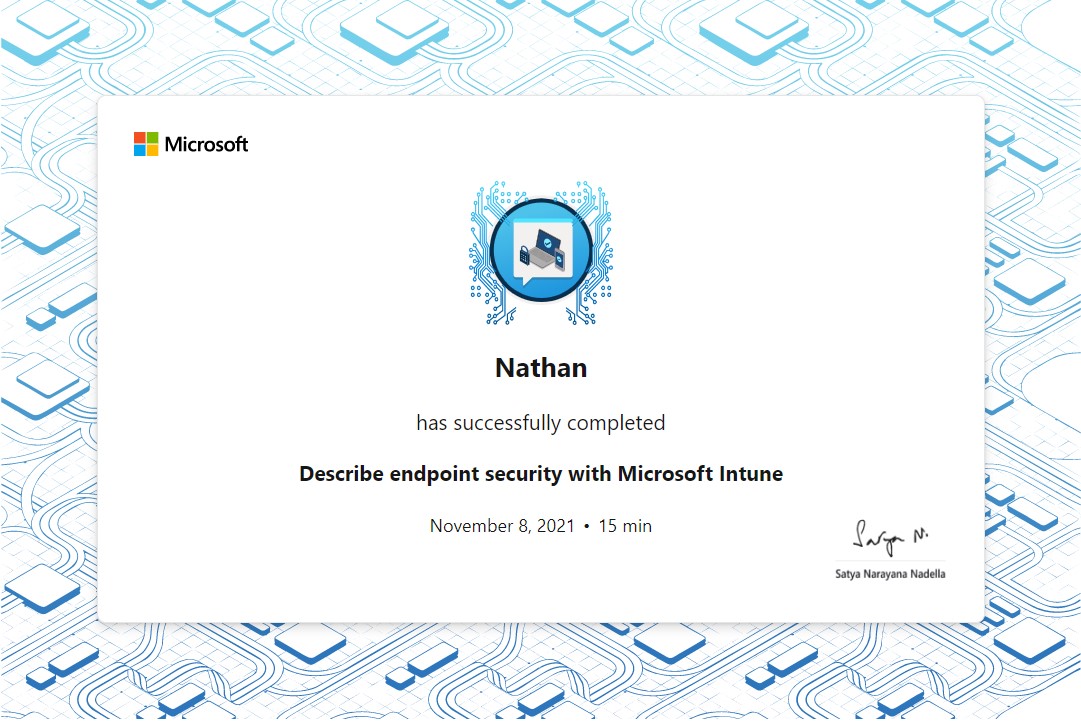 Microsoft
Nathan
has successfully completed
Describe endpoint security with Microsoft Intune
November 8, 2021 • 15 min
Satya N.
Satya Narayana Nadella